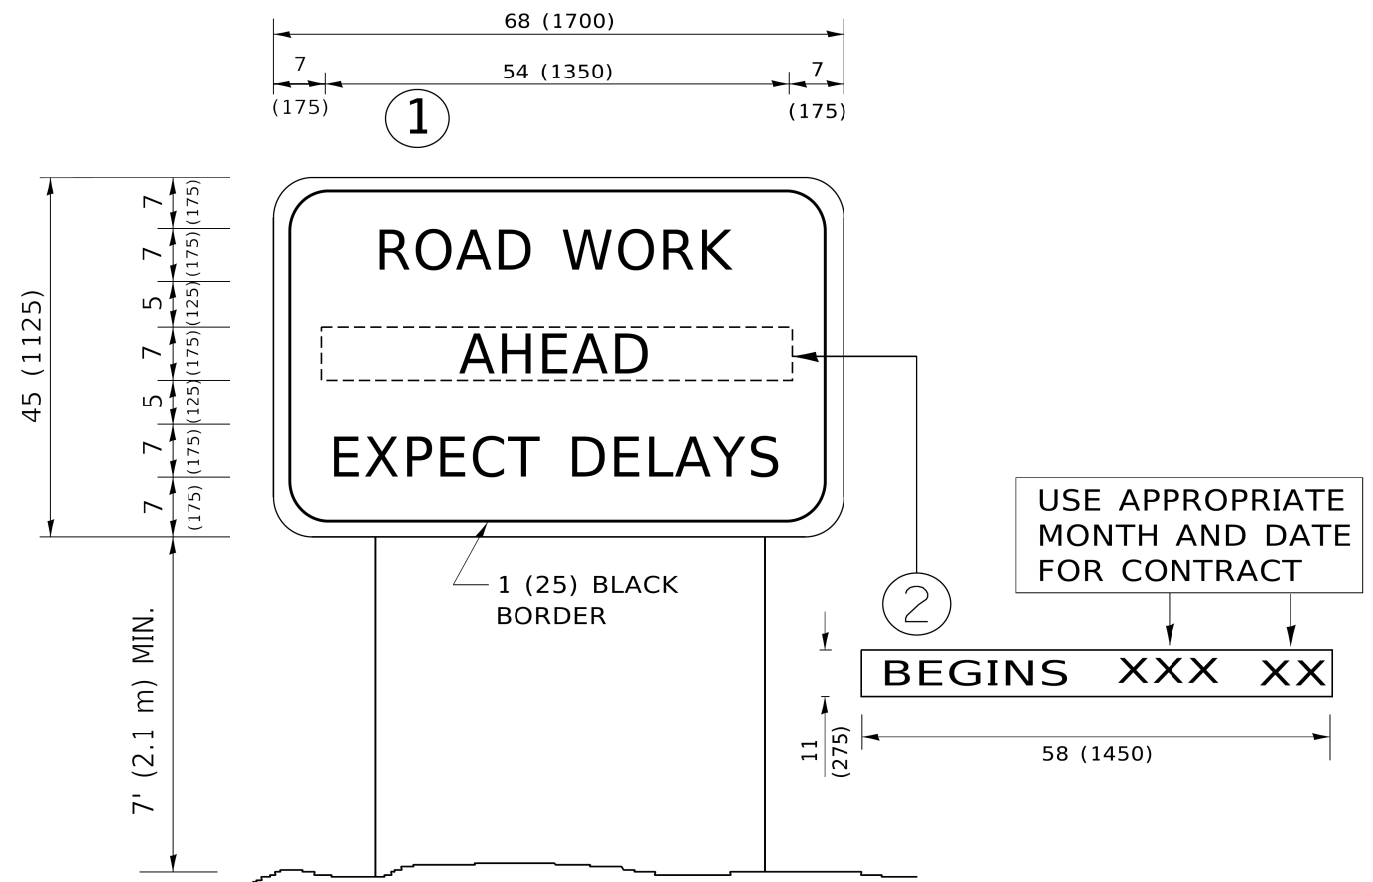 68 (1700)
7
54 (1350)
7
(175)
(175)
1
7
(175)
7
(175)
5
(125)
7
(175)
5
(125)
7
(175)
7
(175)
45 (1125)
ROAD WORK
AHEAD
EXPECT DELAYS
1 (25) BLACK
BORDER
7' (2.1 m) MIN.
USE APPROPRIATE
MONTH AND DATE
FOR CONTRACT
2
BEGINS XXX XX
11
(275)
58 (1450)